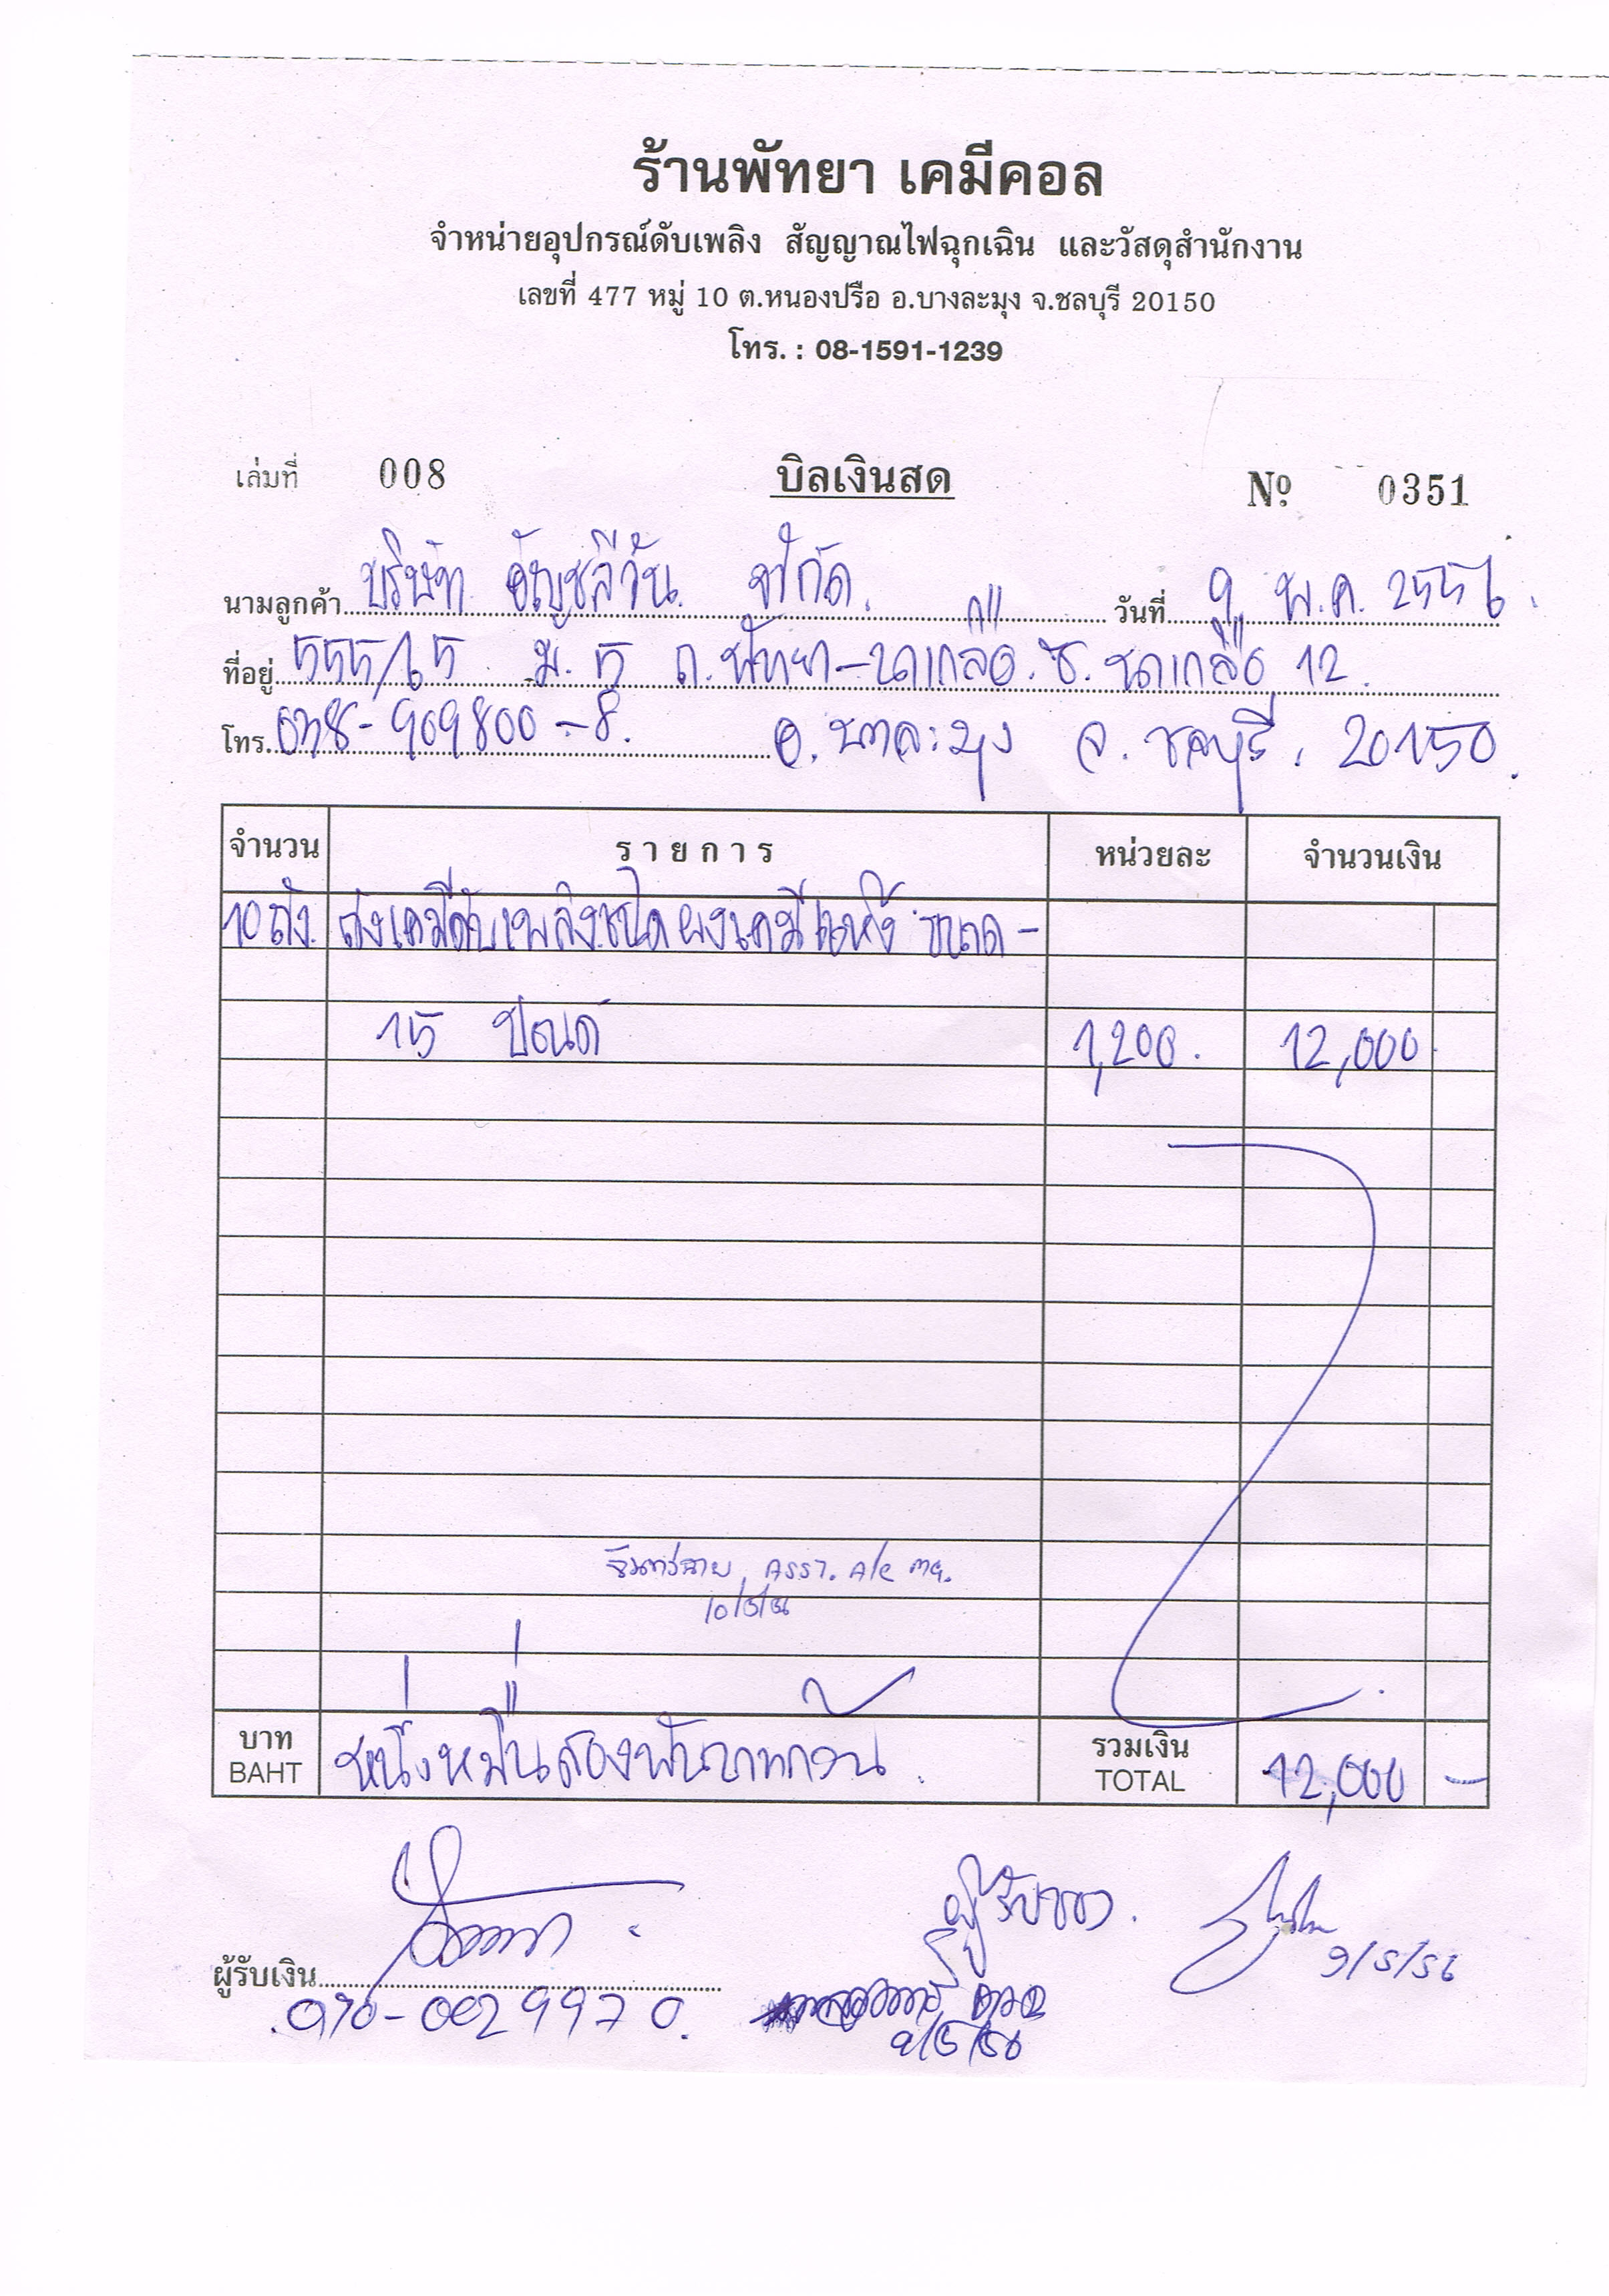 ร้านพัทยา เคมีคอล
จำหน่ายอุปกรณ์ดับเพลิง สัญญาณไฟฉุกเฉิน และวัสดุสำนักงาน
เลขที่ 477 หมู่ 10 ต.หนองปรือ อ.บางละมุง จ.ชลบุรี 20150
โทร. : 08-1591-1239
เล่มที่ 008 บิลเงินสด Nº 0351
นามลูกค้า บริษัท อัญชลีวัน จำกัด. วันที่ 9 พ.ค. 2556.
ที่อยู่ 555/65 ม. 5 ถ.พัทยา-นาเกลือ. ซ. นาเกลือ 12.
โทร. 038-909800-8. อ. บางละมุง จ. ชลบุรี. 20150.
จำนวน รายการ หน่วยละ จำนวนเงิน
10 ถัง. ถังเคมีดับเพลิงชนิดผงเคมีแห้ง ขนาด -
15 ปอนด์ 1,200. 12,000.
จันทร์ฉาย, ASST.
10/5/56
บาท หนึ่งหมื่นสองพันบาทถ้วน. รวมเงิน 12,000 -
BAHT TOTAL
ผู้รับของ.
9/5/56
ผู้รับเงิน
090-0029970.
9/5/56